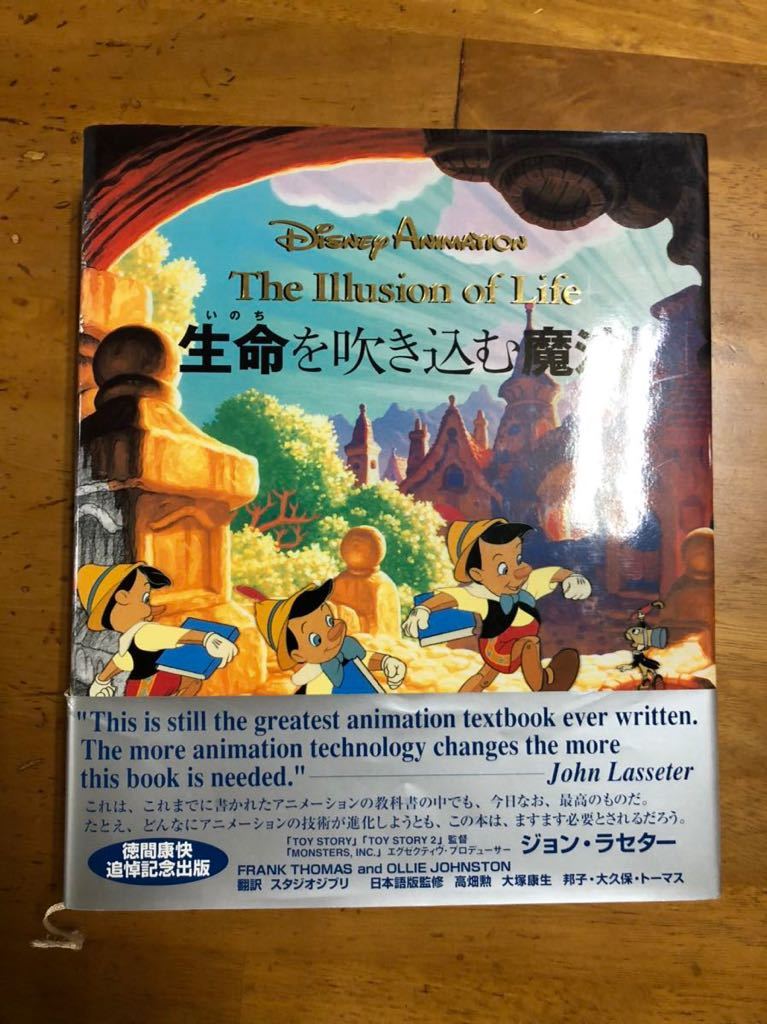 Disney Animation
The Illusion of Life
いのち
生命を吹き込む魔法
"This is still the greatest animation textbook ever written.
The more animation technology changes the more
this book is needed." John Lasseter
これは、これまでに書かれたアニメーションの教科書の中でも、今日なお、最高のものだ。
たとえ、どんなにアニメーションの技術が進化しようとも、この本は、ますます必要とされるだろう。
「TOY STORY」「TOY STORY 2」監督
「MONSTERS, INC.」エグゼクティヴ・プロデューサー ジョン・ラセター
徳間康快
追悼記念出版
FRANK THOMAS and OLLIE JOHNSTON
翻訳 スタジオジブリ 日本語版監修 高畑勲 大塚康生 邦子・大久保・トーマス